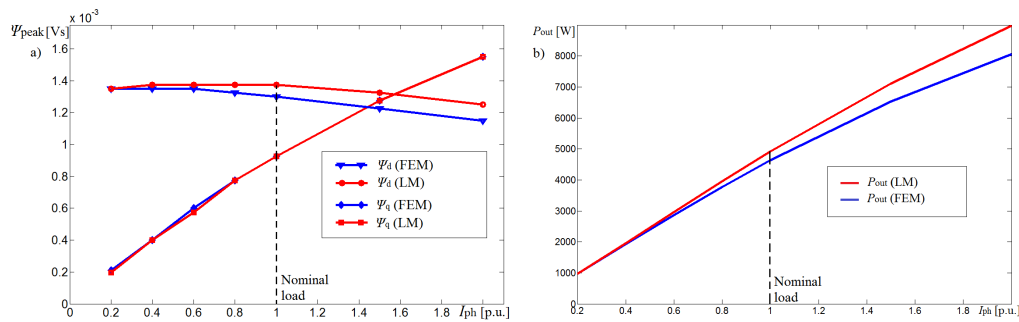 Ψpeak [Vs]
x 10⁻³
a)
1.6
1.4
1.2
1
0.8
0.6
0.4
0.2
0
0 0.2 0.4 0.6 0.8 1 1.2 1.4 1.6 1.8 Iph [p.u.]
Ψd (FEM)
Ψd (LM)
Ψq (FEM)
Ψq (LM)
Nominal
load
Pout [W]
b)
8000
7000
6000
5000
4000
3000
2000
1000
0
0.2 0.4 0.6 0.8 1 1.2 1.4 1.6 1.8 Iph [p.u.]
Pout (LM)
Pout (FEM)
Nominal
load